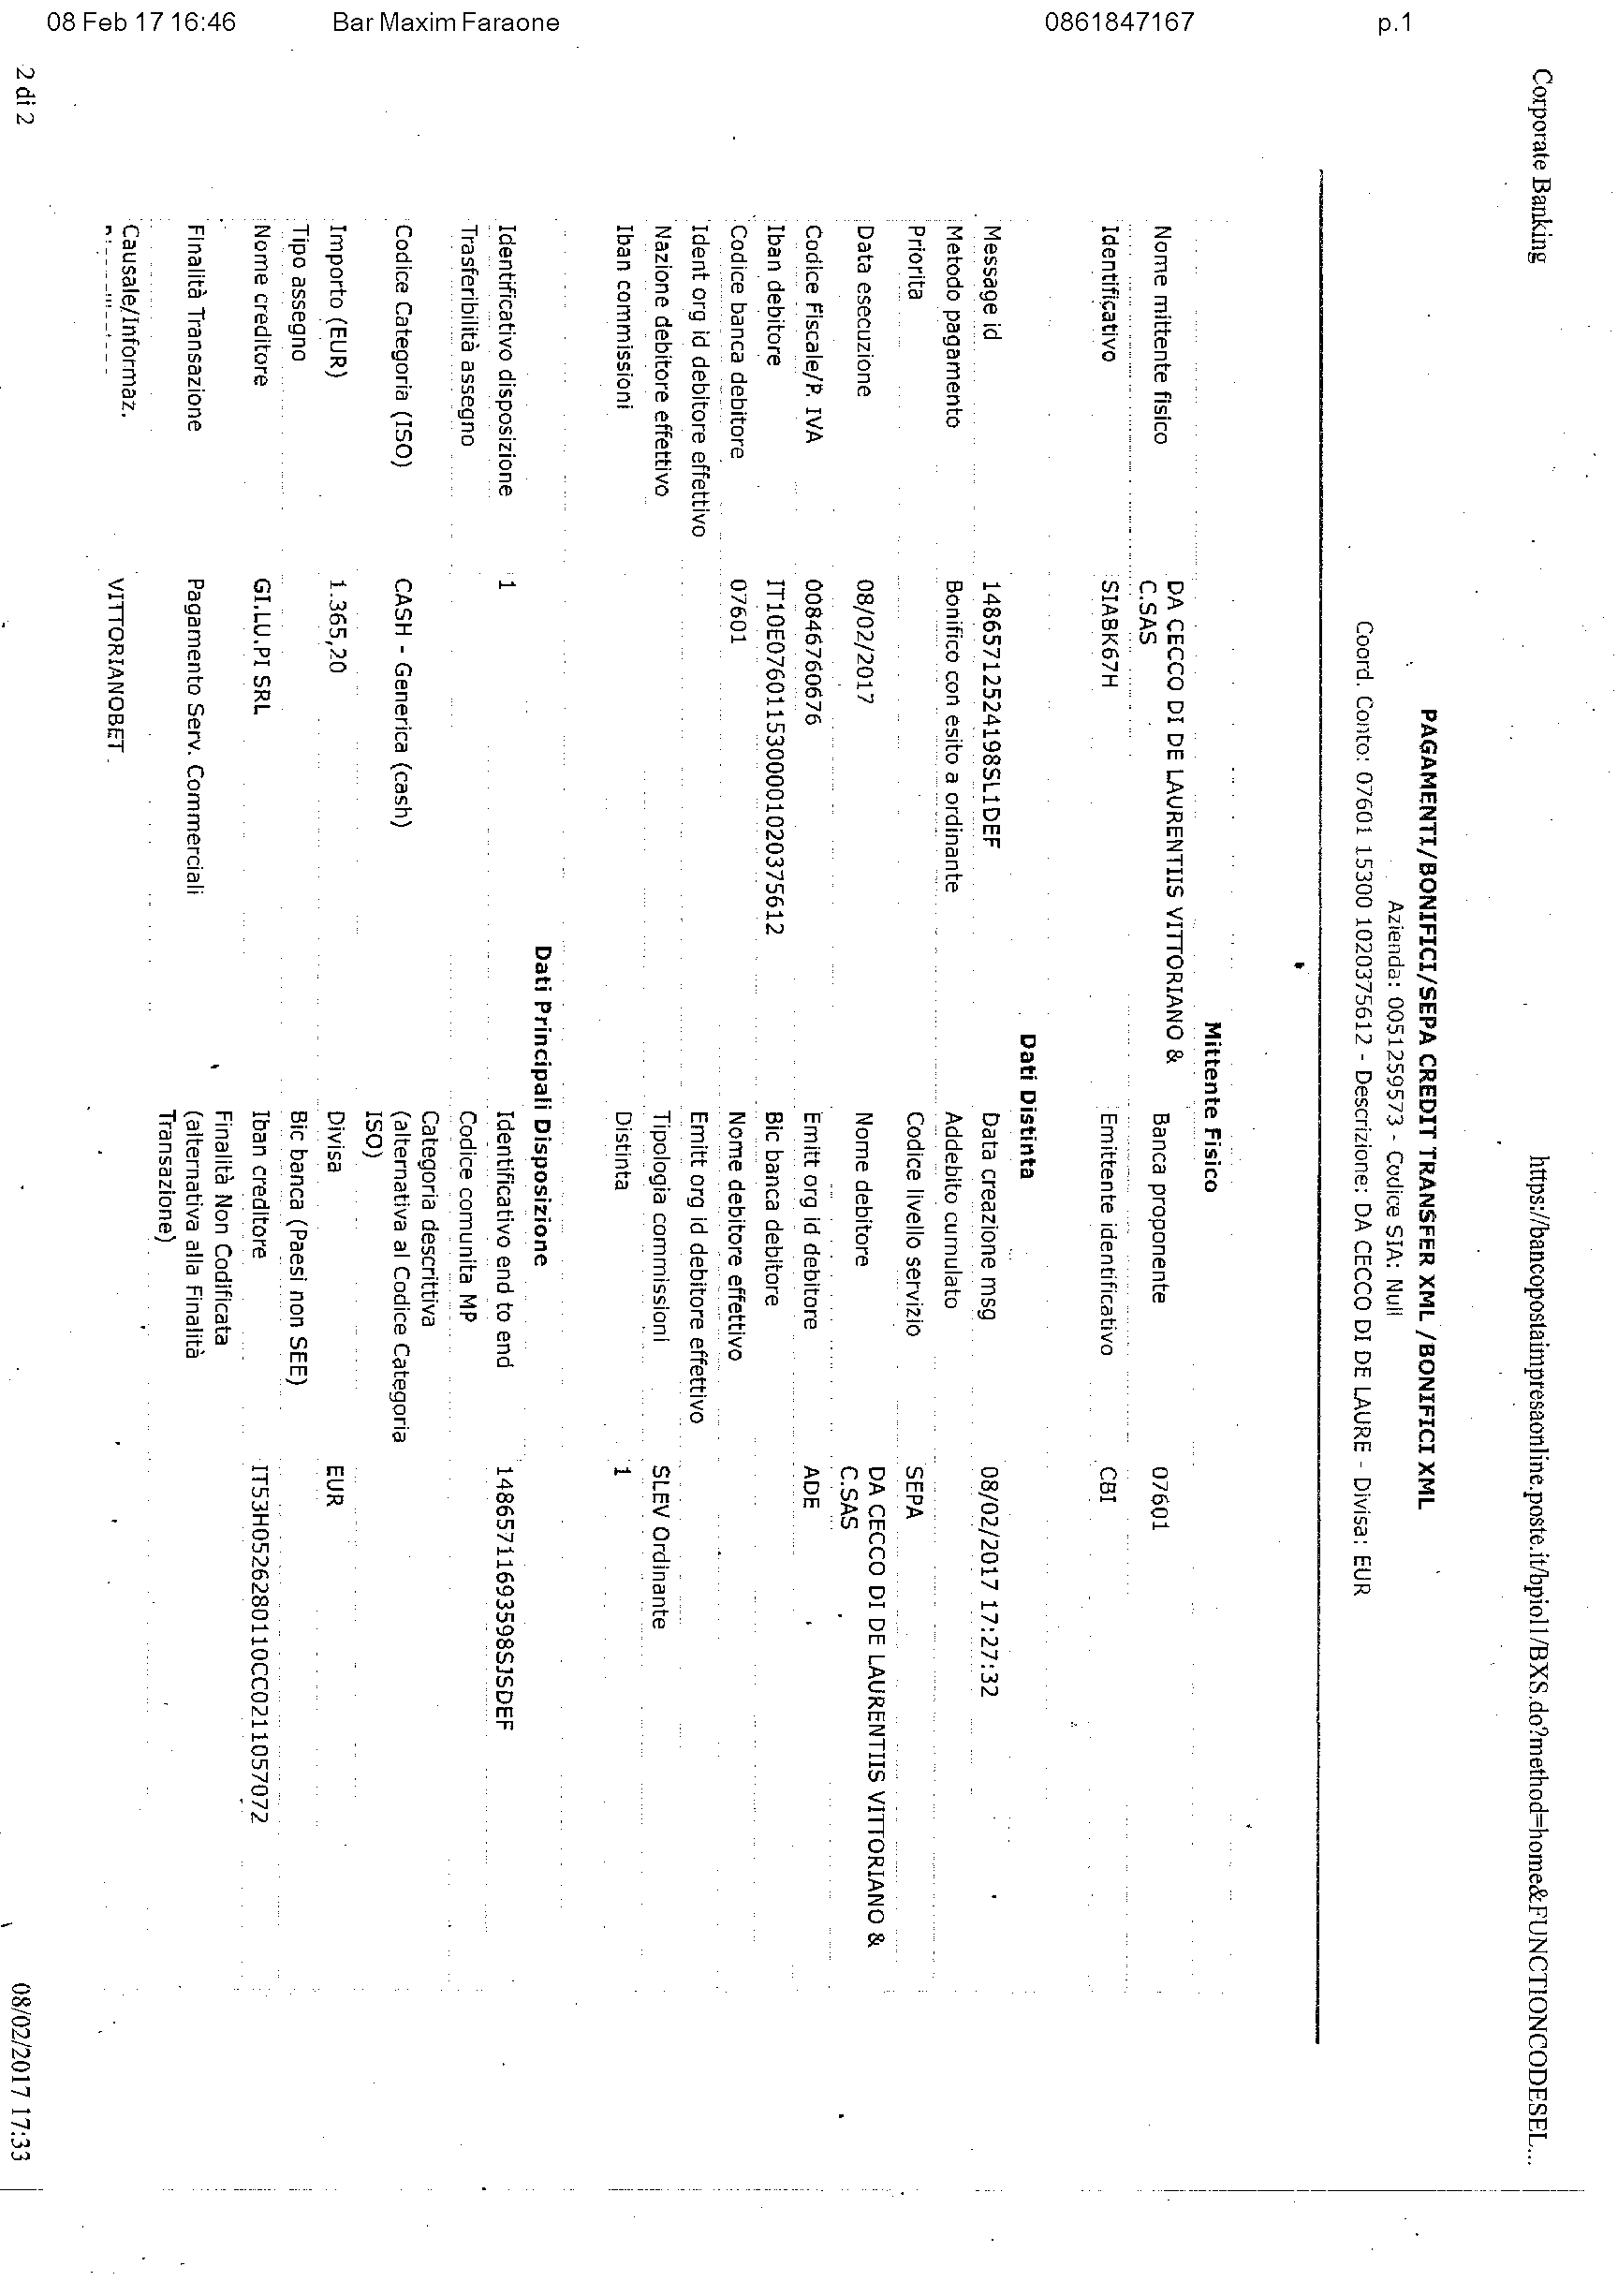 08 Feb 17 16:46 Bar Maxim Faraone 0861847167 p.1
Corporate Banking https://bancopostaimpresaonline.poste.it/bpiol1/BXS.do?method=home&FUNCTIONCODESEL...
PAGAMENTI/BONIFICI/SEPA CREDIT TRANSFER XML /BONIFICI XML
Azienda: 0051259573 - Codice SIA: Null
Coord. Conto: 07601 15300 102037561​2 - Descrizione: DA CECCO DI DE LAURE - Divisa: EUR
Mittente Fisico
Nome mittente fisico DA CECCO DI DE LAURENTIIS VITTORIANO & Banca proponente 07601
C.SAS
Identificativo SIABK67H Emittente identificativo CBI
Dati Distinta
Message id 148657125241​98SL1DEF Data creazione msg 08/02/2017 17:27:32
Metodo pagamento Bonifico con esito a ordinante Addebito cumulato
Priorita Codice livello servizio SEPA
Data esecuzione 08/02/2017 Nome debitore DA CECCO DI DE LAURENTIIS VITTORIANO &
C.SAS
Codice Fiscale/P. IVA 00846760676 Emitt org id debitore ADE
Iban debitore IT10E0760115300001020375612 Bic banca debitore
Codice banca debitore 07601 Nome debitore effettivo
Ident org id debitore effettivo Emitt org id debitore effettivo
Nazione debitore effettivo Tipologia commissioni SLEV Ordinante
Iban commissioni Distinta 1
Dati Principali Disposizione
Identificativo disposizione 1 Identificativo end to end 148657116935​98SJSDEF
Trasferibilità assegno Codice comunita MP
Categoria descrittiva
Codice Categoria (ISO) CASH - Generica (cash) (alternativa al Codice Categoria
ISO)
Importo (EUR) 1.365,20 Divisa EUR
Tipo assegno Bic banca (Paesi non SEE)
Nome creditore GI.LU.PI SRL Iban creditore IT53H0526280110CC0211057072
Finalità Non Codificata
Finalità Transazione Pagamento Serv. Commerciali (alternativa alla Finalità
Transazione)
Causale/Informaz.
VITTORIANOBET
2 di 2 08/02/2017 17:33